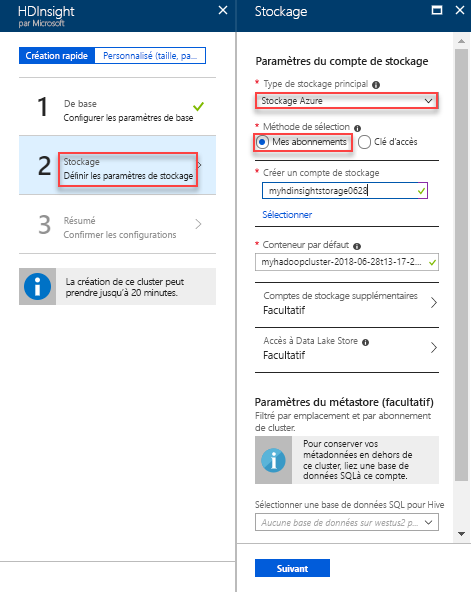 HDInsight
par Microsoft
Création rapide
Personnalisé (taille, pa...
1
De base
Configurer les paramètres de base
2
Stockage
Définir les paramètres de stockage
3
Résumé
Confirmer les configurations
La création de ce cluster peut
prendre jusqu'à 20 minutes.
Stockage
Paramètres du compte de stockage
* Type de stockage principal
Stockage Azure
* Méthode de sélection
Mes abonnements
Clé d'accès
* Créer un compte de stockage
myhdinsightstorage0628
Sélectionner
* Conteneur par défaut
myhadoopcluster-2018-06-28t13-17-2...
Comptes de stockage supplémentaires
Facultatif
Accès à Data Lake Store
Facultatif
Paramètres du métastore (facultatif)
Filtré par emplacement et par abonnement
de cluster.
Pour conserver vos
métadonnées en dehors de
ce cluster, liez une base de
données SQLà ce compte.
Sélectionner une base de données SQL pour Hive
Aucune base de données sur westus2 p...
Suivant